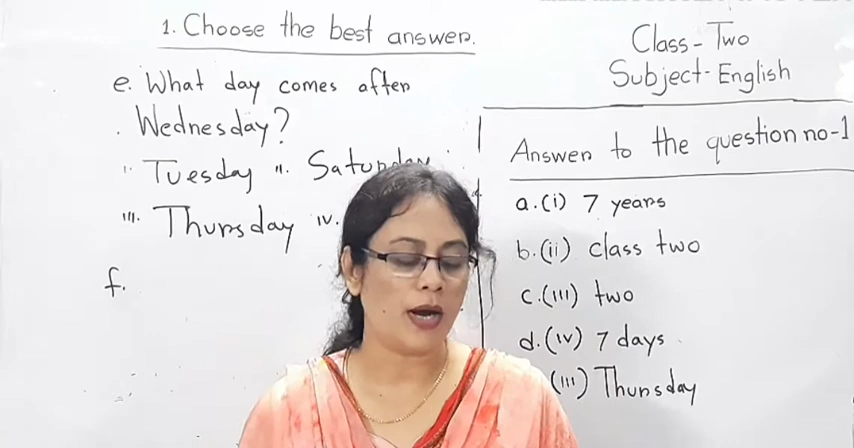 1. Choose the best answer.
e. What day comes after
Wednesday?
i. Tuesday ii. Saturday
iii. Thursday iv.
f.
Class - Two
Subject - English
Answer to the question no-1
a. (i) 7 years
b. (ii) class two
c. (iii) two
d. (iv) 7 days
(iii) Thursday